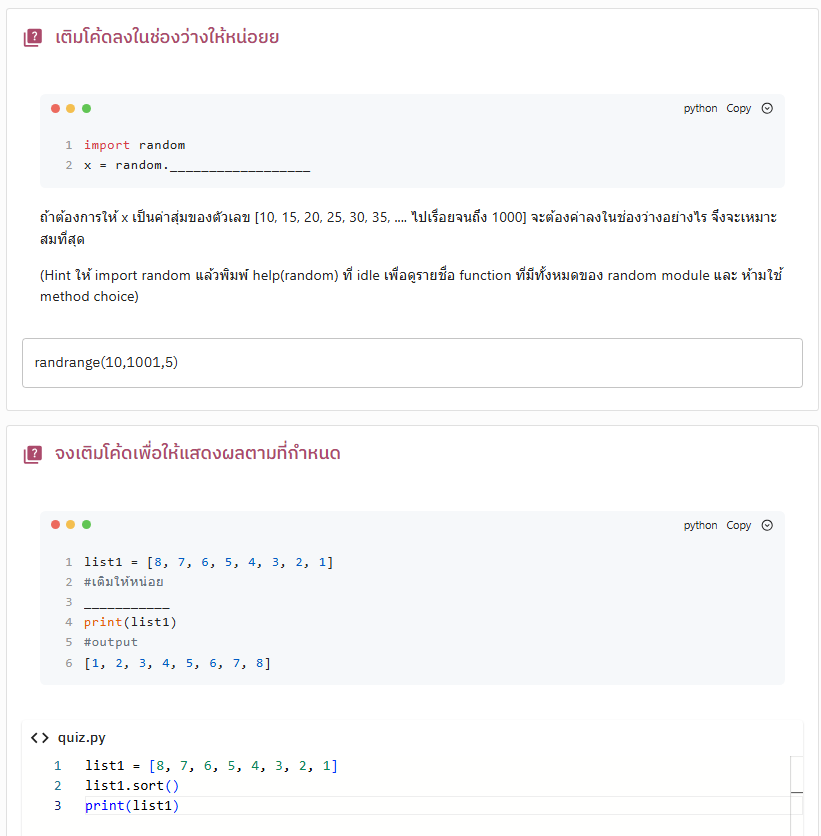 เติมโค้ดลงในช่องว่างให้หน่อยย
python Copy
1 import random
2 x = random.__________________
ถ้าต้องการให้ x เป็นค่าสุ่มของตัวเลข [10, 15, 20, 25, 30, 35, .... ไปเรื่อยจนถึง 1000] จะต้องค่าลงในช่องว่างอย่างไร จึงจะเหมาะ
สมที่สุด
(Hint ให้ import random แล้วพิมพ์ help(random) ที่ idle เพื่อดูรายชื่อ function ที่มีทั้งหมดของ random module และ ห้ามใช้
method choice)
randrange(10,1001,5)
จงเติมโค้ดเพื่อให้แสดงผลตามที่กำหนด
python Copy
1 list1 = [8, 7, 6, 5, 4, 3, 2, 1]
2 #เติมให้หน่อย
3 ___________
4 print(list1)
5 #output
6 [1, 2, 3, 4, 5, 6, 7, 8]
quiz.py
1 list1 = [8, 7, 6, 5, 4, 3, 2, 1]
2 list1.sort()
3 print(list1)